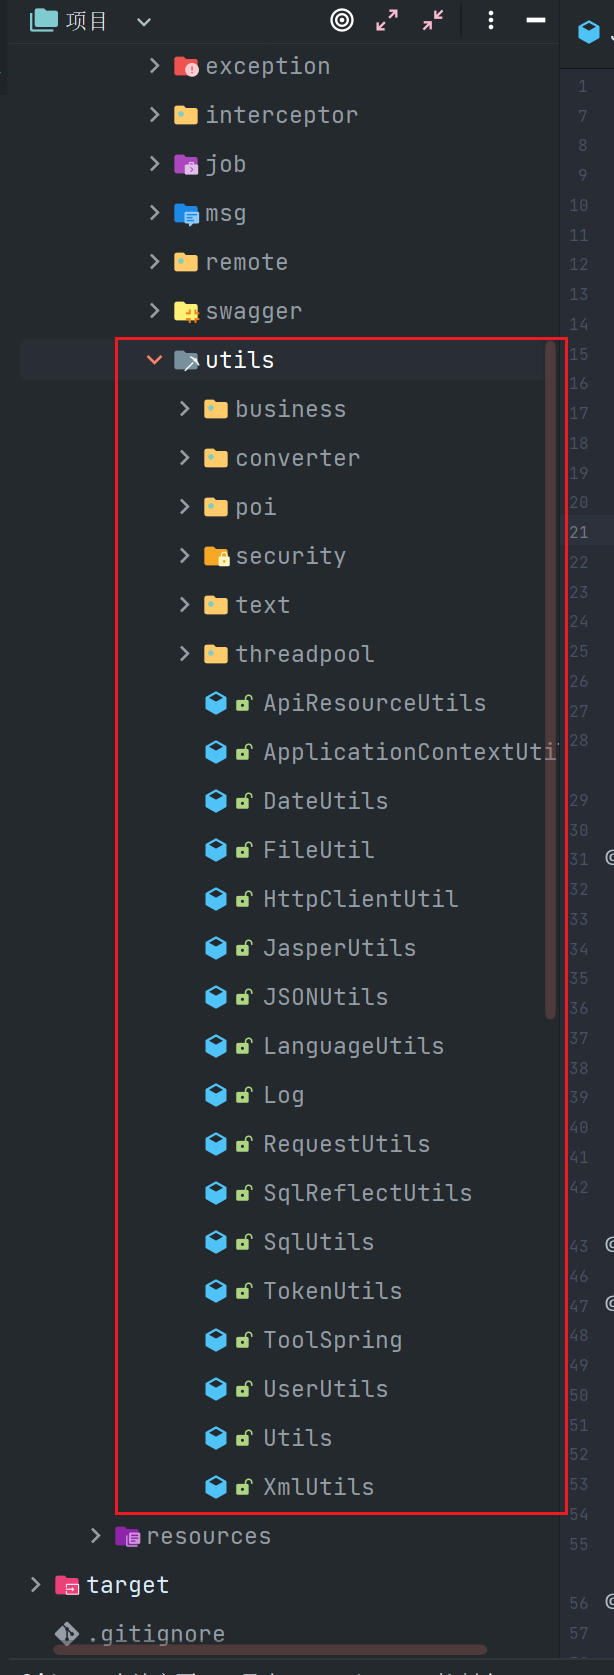 项目
exception
interceptor
job
msg
remote
swagger
utils
business
converter
poi
security
text
threadpool
ApiResourceUtils
ApplicationContextUti
DateUtils
FileUtil
HttpClientUtil
JasperUtils
JSONUtils
LanguageUtils
Log
RequestUtils
SqlReflectUtils
SqlUtils
TokenUtils
ToolSpring
UserUtils
Utils
XmlUtils
resources
target
.gitignore
1
7
8
9
10
11
12
13
14
15
16
17
18
19
20
21
22
23
24
25
26
27
28
29
30
31
32
33
34
35
36
37
38
39
40
41
42
43
46
47
48
49
50
51
52
53
54
55
56
57